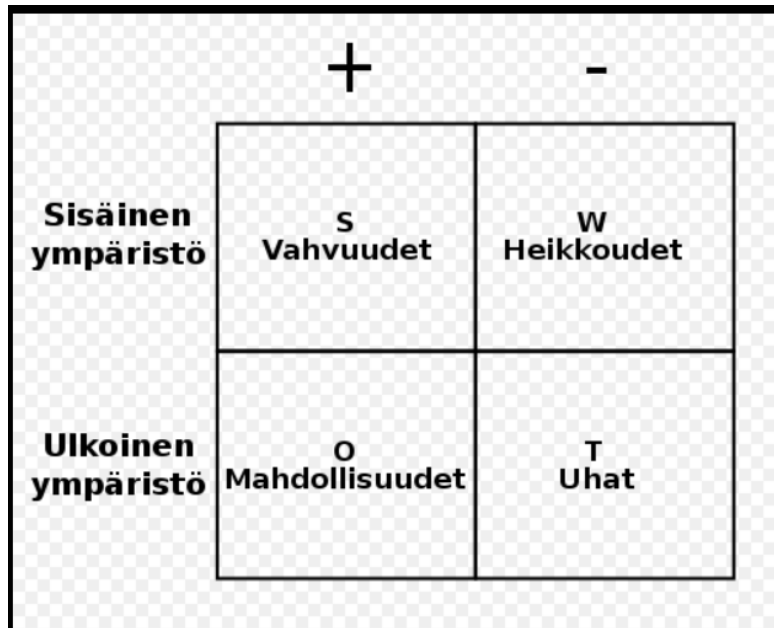 + -
Sisäinen
ympäristö
S
Vahvuudet
W
Heikkoudet
Ulkoinen
ympäristö
O
Mahdollisuudet
T
Uhat